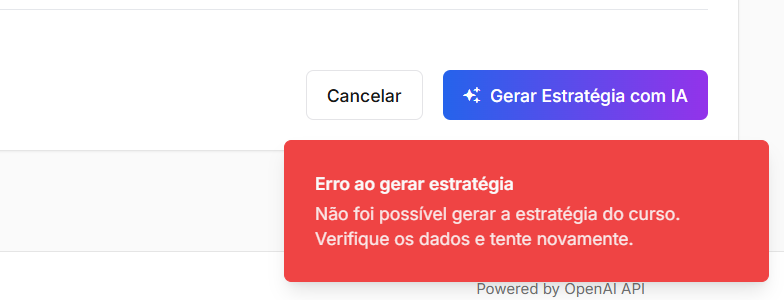 Cancelar
Gerar Estratégia com IA
Erro ao gerar estratégia
Não foi possível gerar a estratégia do curso.
Verifique os dados e tente novamente.
Powered by OpenAI API